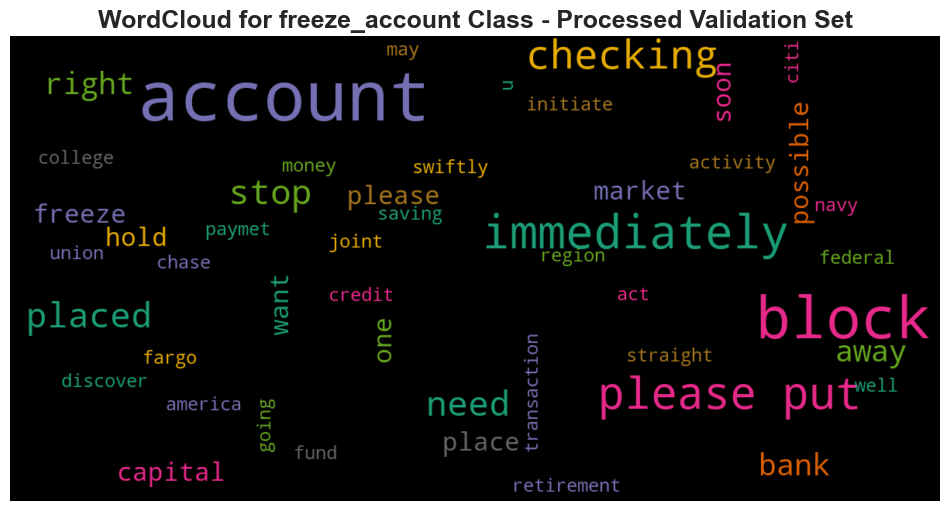 WordCloud for freeze_account Class - Processed Validation Set
may
checking
citi
right
account
soon
u
initiate
possible
college
money
swiftly
activity
stop
please
market
navy
freeze
saving
immediately
hold
paymet
joint
union
chase
region
federal
want
credit
act
placed
one
block
fargo
transaction
straight
away
discover
please put
well
america
going
need
place
fund
capital
bank
retirement